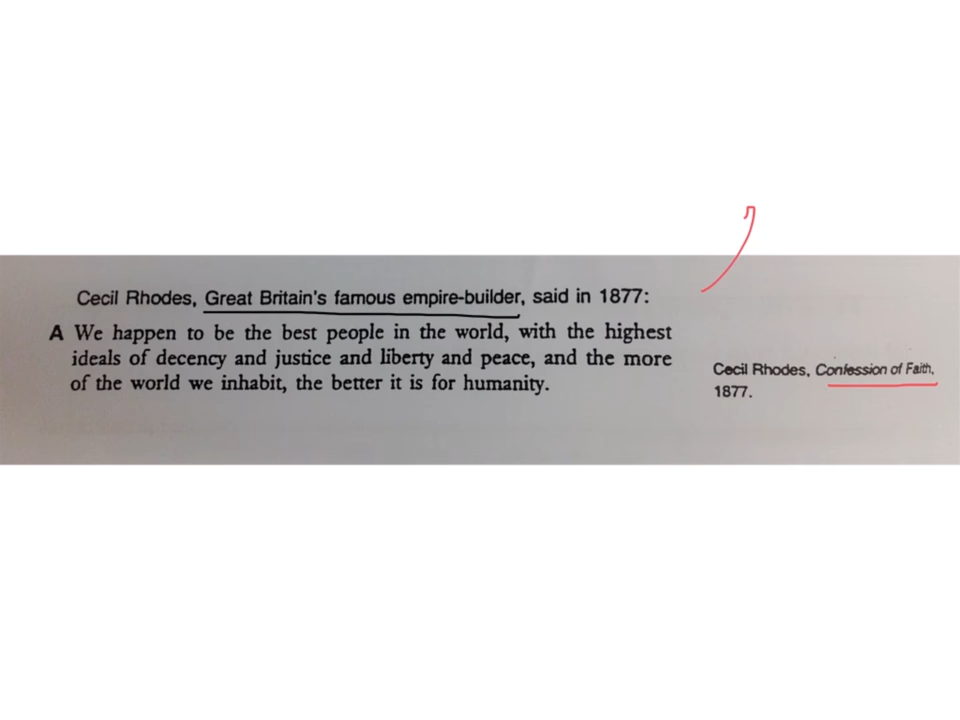 Cecil Rhodes, Great Britain's famous empire-builder, said in 1877:
A We happen to be the best people in the world, with the highest
ideals of decency and justice and liberty and peace, and the more
of the world we inhabit, the better it is for humanity.
Cecil Rhodes, Confession of Faith,
1877.